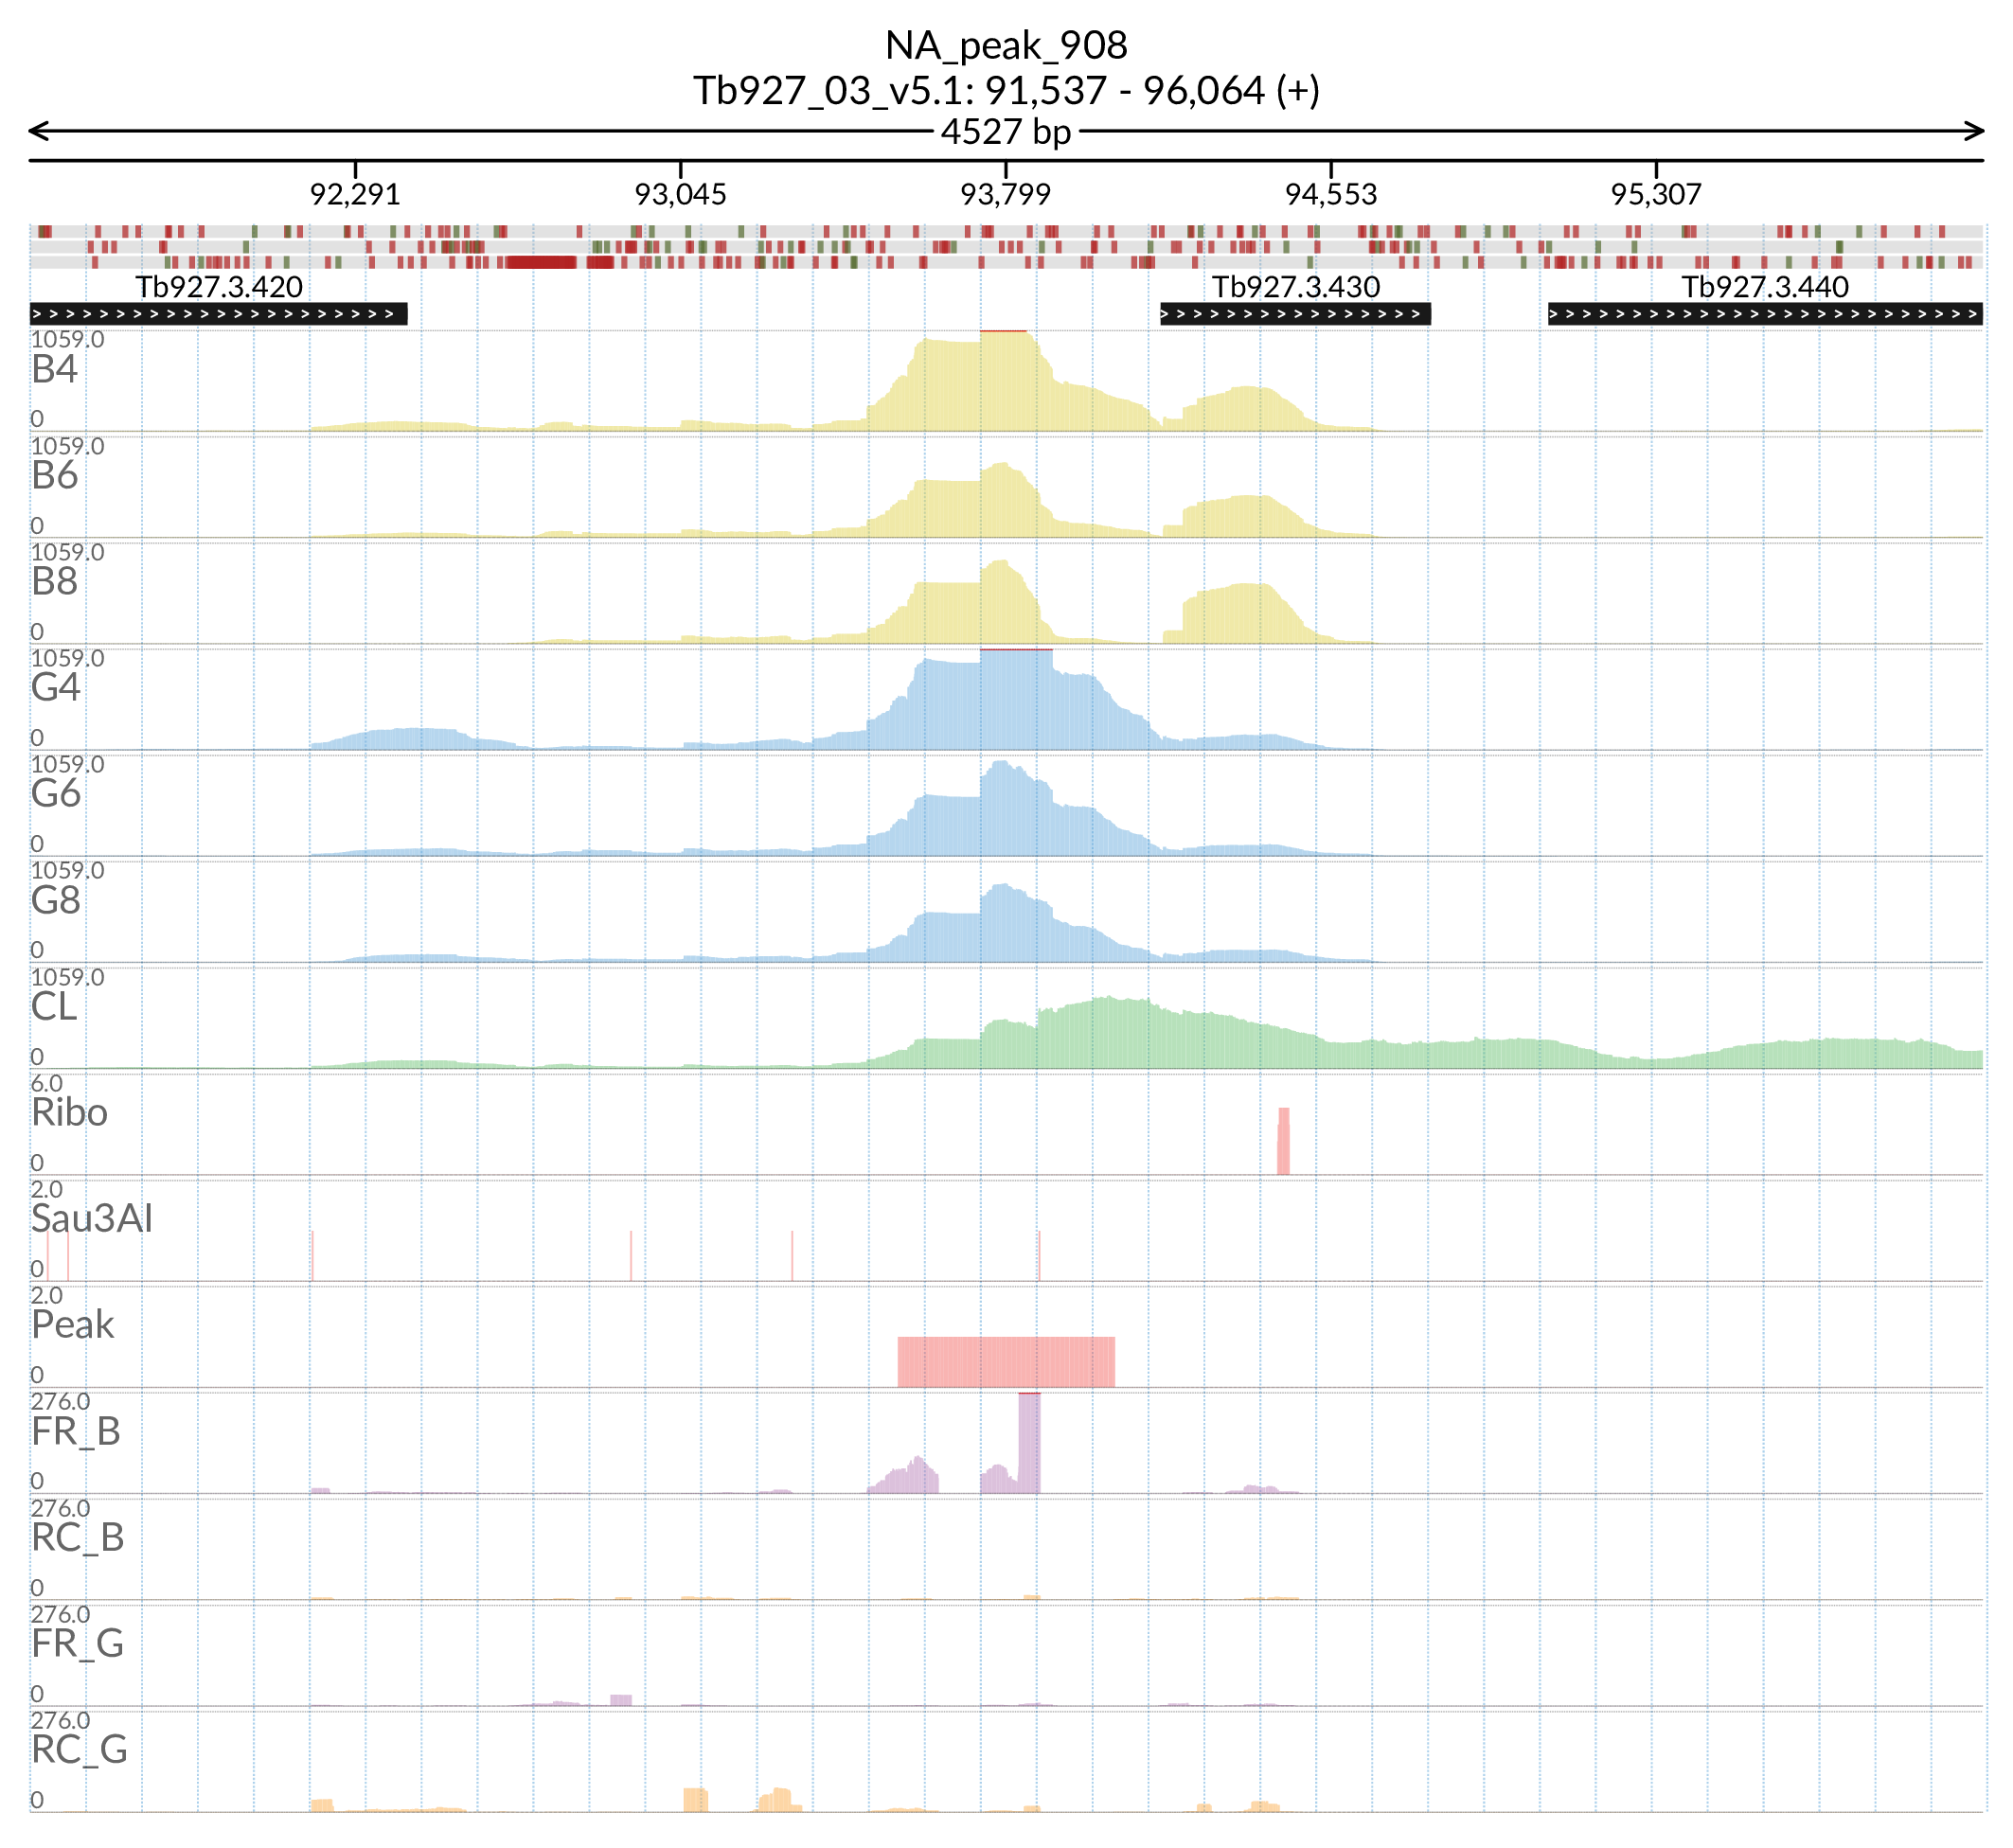 NA_peak_908
Tb927_03_v5.1: 91,537 - 96,064 (+)
4527 bp
92,291 93,045 93,799 94,553 95,307
Tb927.3.420 Tb927.3.430 Tb927.3.440
1059.0
B4
0
1059.0
B6
0
1059.0
B8
0
1059.0
G4
0
1059.0
G6
0
1059.0
G8
0
1059.0
CL
0
6.0
Ribo
0
2.0
Sau3AI
0
2.0
Peak
0
276.0
FR_B
0
276.0
RC_B
0
276.0
FR_G
0
276.0
RC_G
0